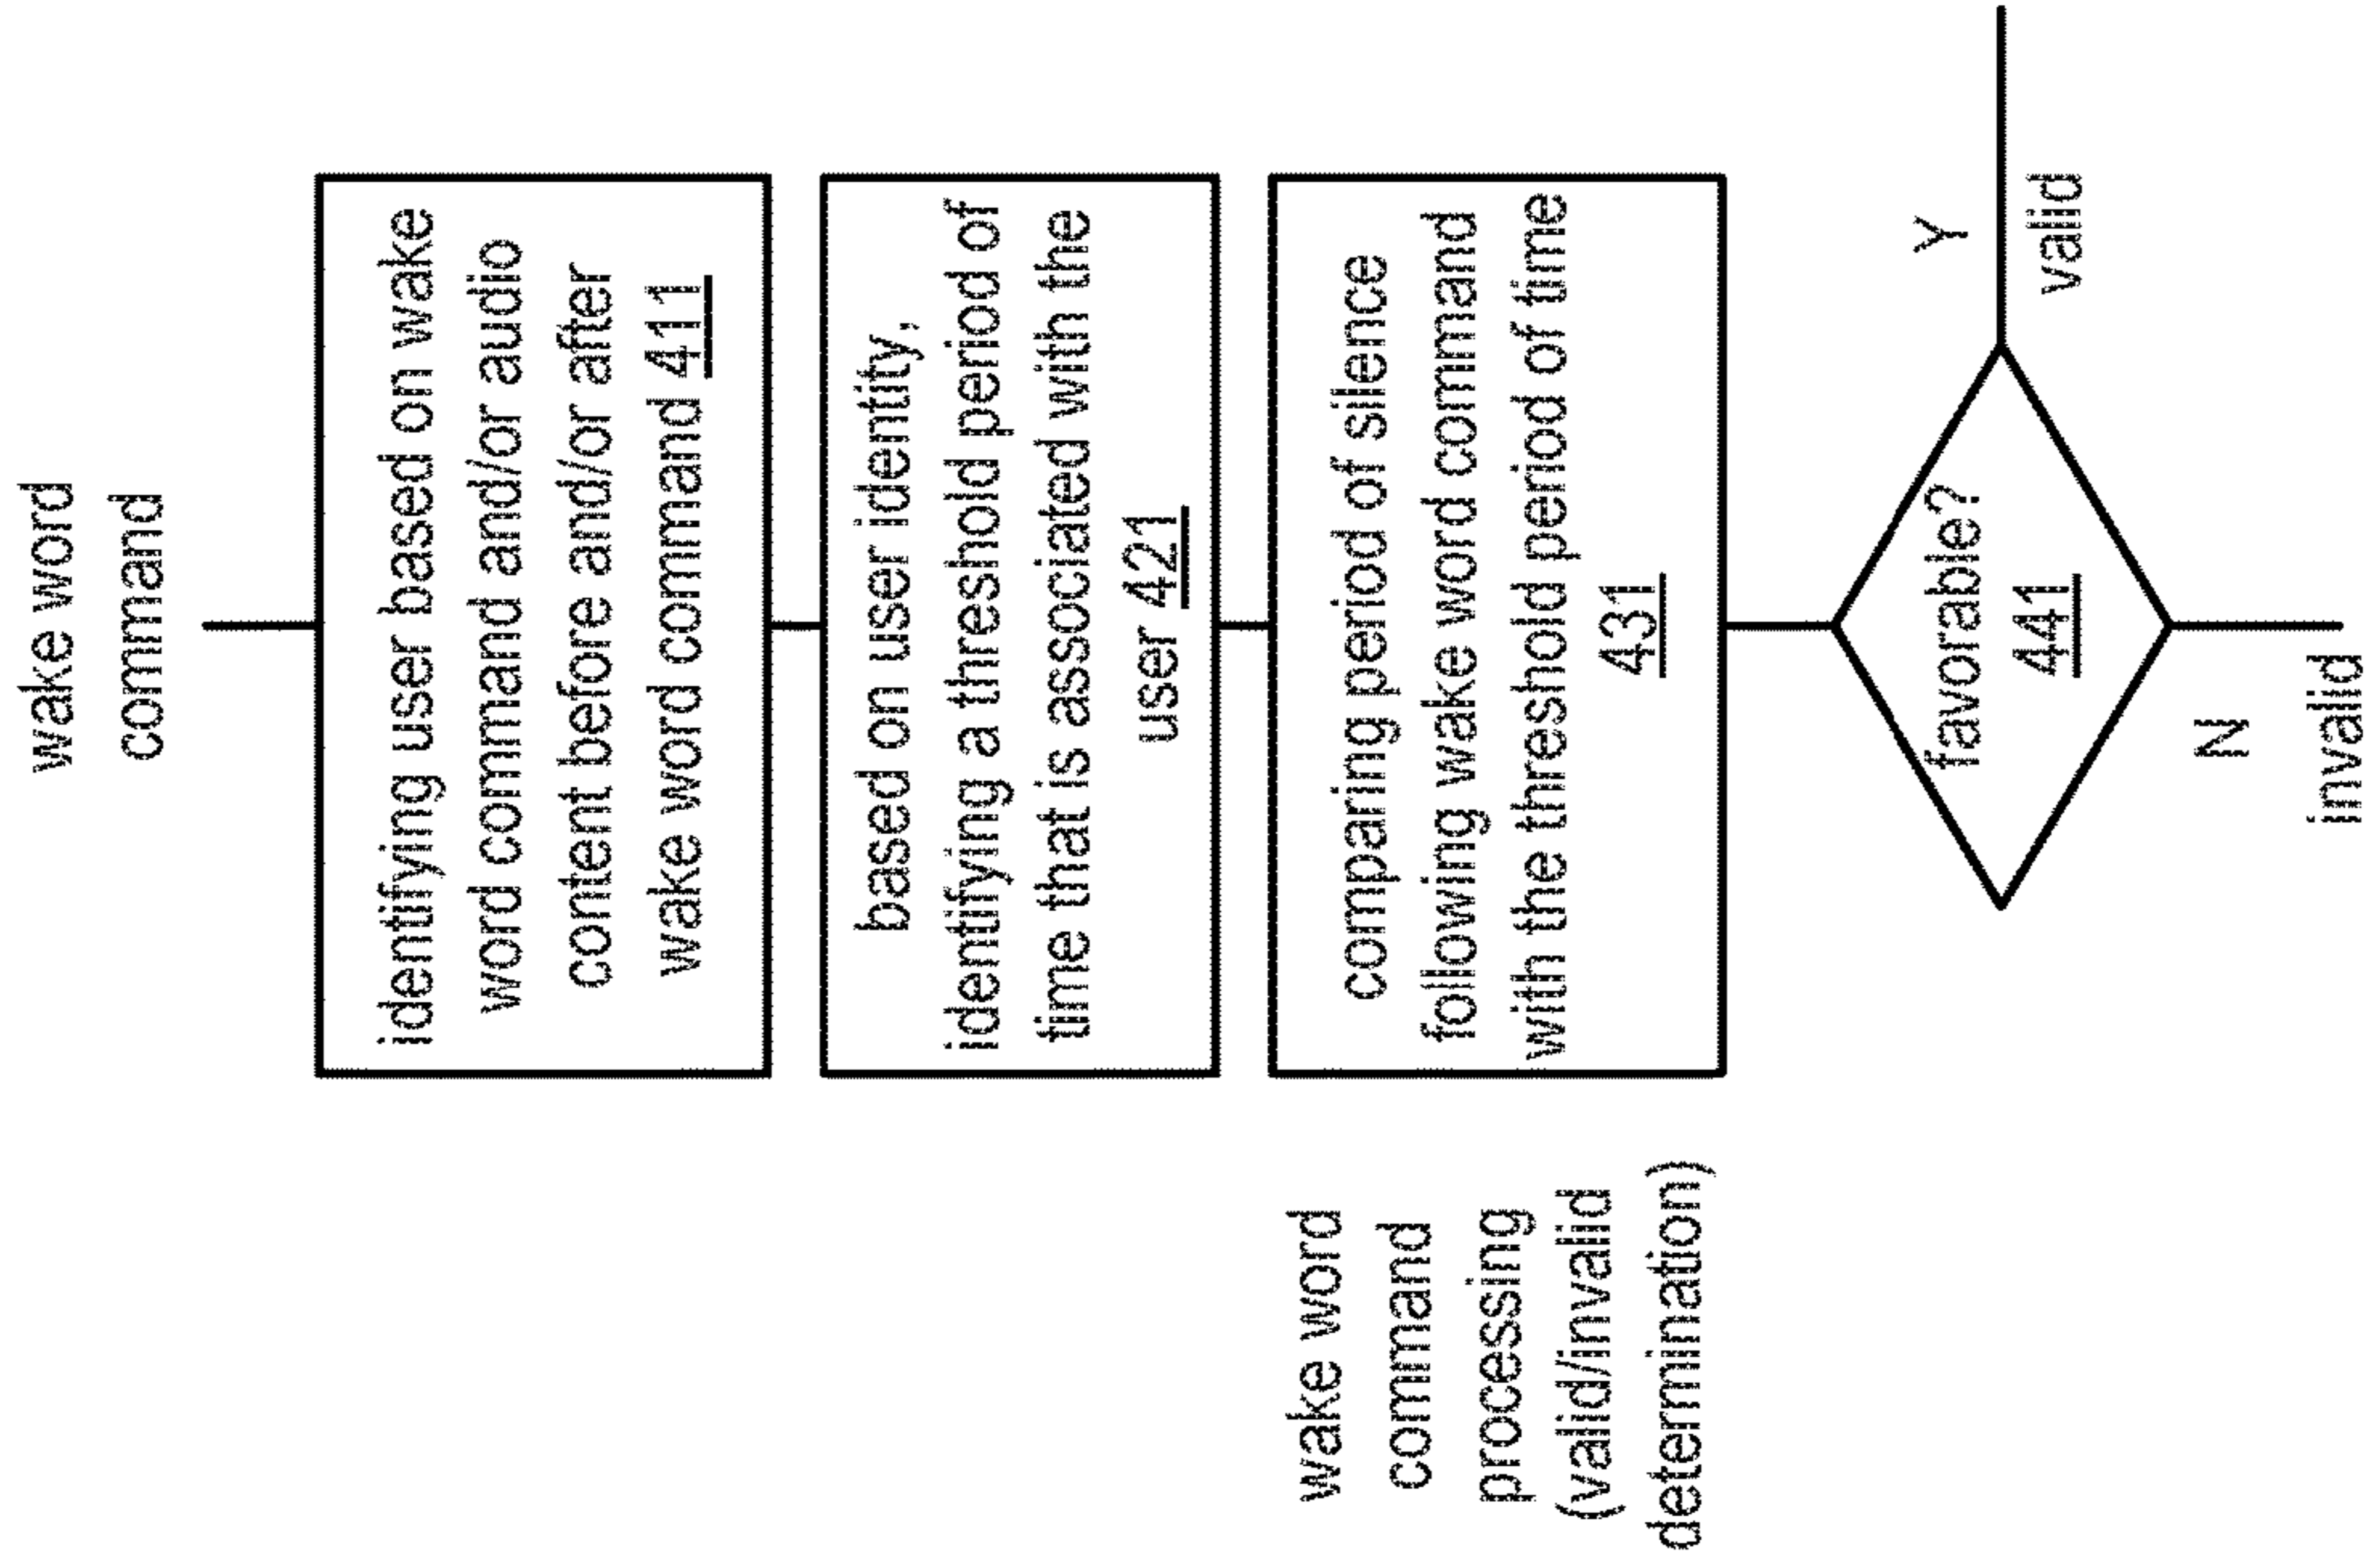 wake word
command
identifying user based on wake
word command and/or audio
content before and/or after
wake word command 411
based on user identity,
identifying a threshold period of
time that is associated with the
user 421
comparing period of silence
following wake word command
with the threshold period of time
431
wake word
command
processing
(valid/invalid
determination)
favorable?
441
Y
valid
N
invalid